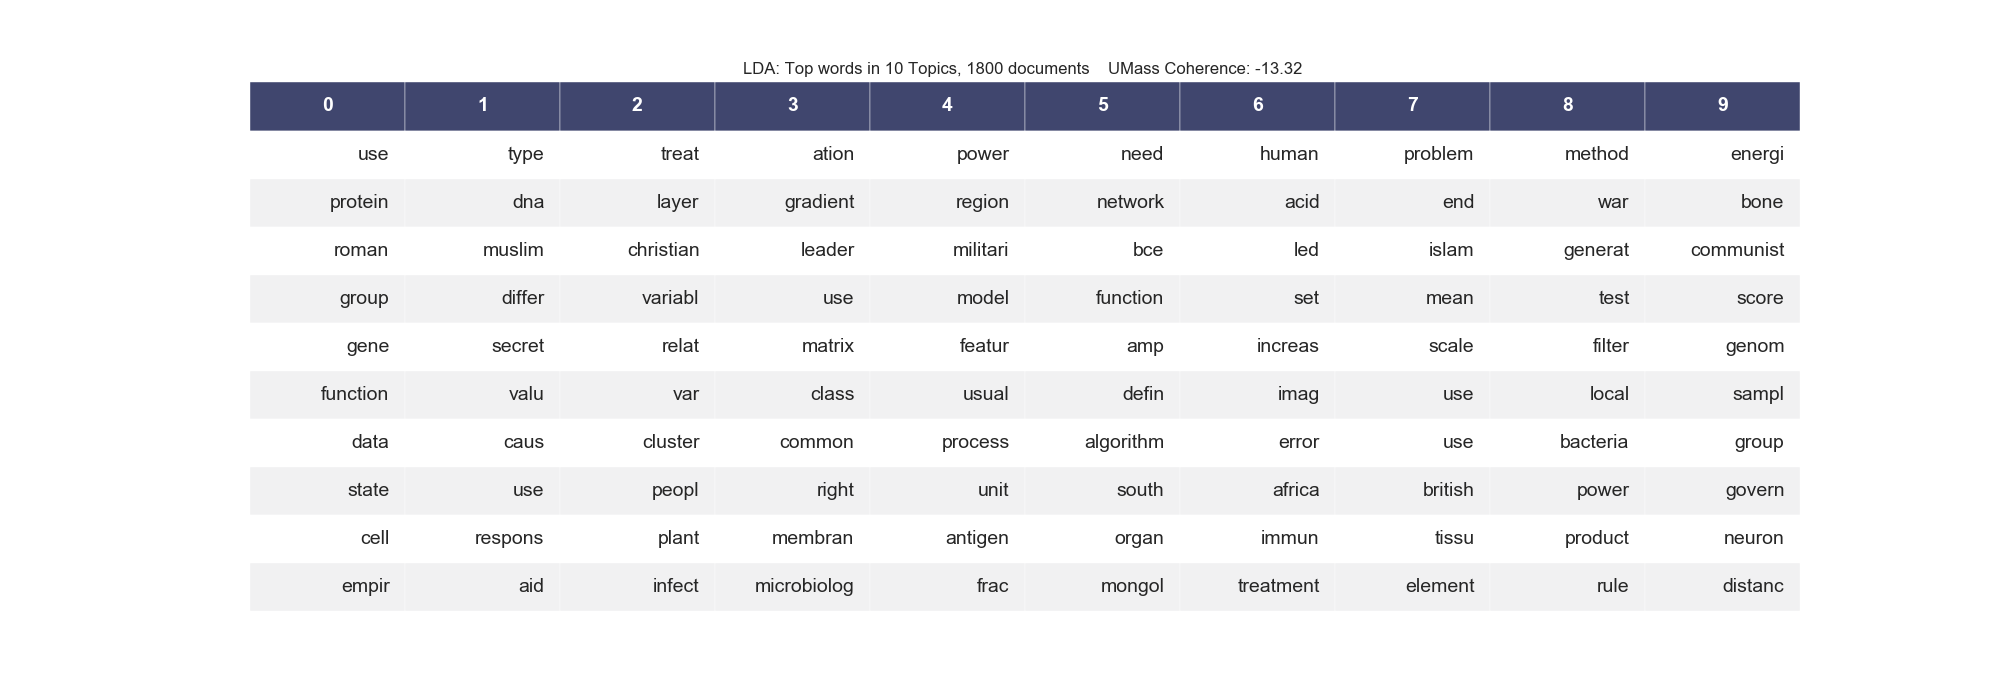 LDA: Top words in 10 Topics, 1800 documents    UMass Coherence: -13.32
0 1 2 3 4 5 6 7 8 9
use type treat ation power need human problem method energi
protein dna layer gradient region network acid end war bone
roman muslim christian leader militari bce led islam generat communist
group differ variabl use model function set mean test score
gene secret relat matrix featur amp increas scale filter genom
function valu var class usual defin imag use local sampl
data caus cluster common process algorithm error use bacteria group
state use peopl right unit south africa british power govern
cell respons plant membran antigen organ immun tissu product neuron
empir aid infect microbiolog frac mongol treatment element rule distanc